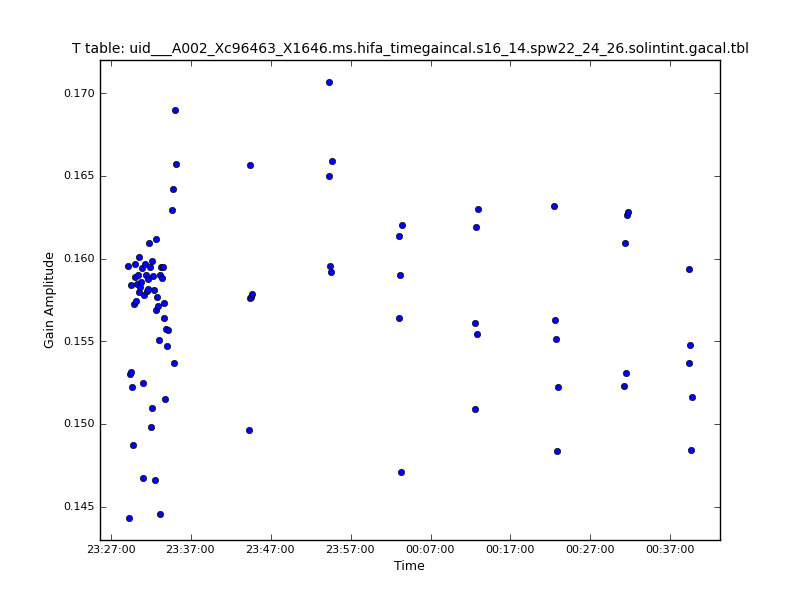 T table: uid___A002_Xc96463_X1646.ms.hifa_timegaincal.s16_14.spw22_24_26.solintint.gacal.tbl
Gain Amplitude
0.170
0.165
0.160
0.155
0.150
0.145
23:27:00 23:37:00 23:47:00 23:57:00 00:07:00 00:17:00 00:27:00 00:37:00
Time